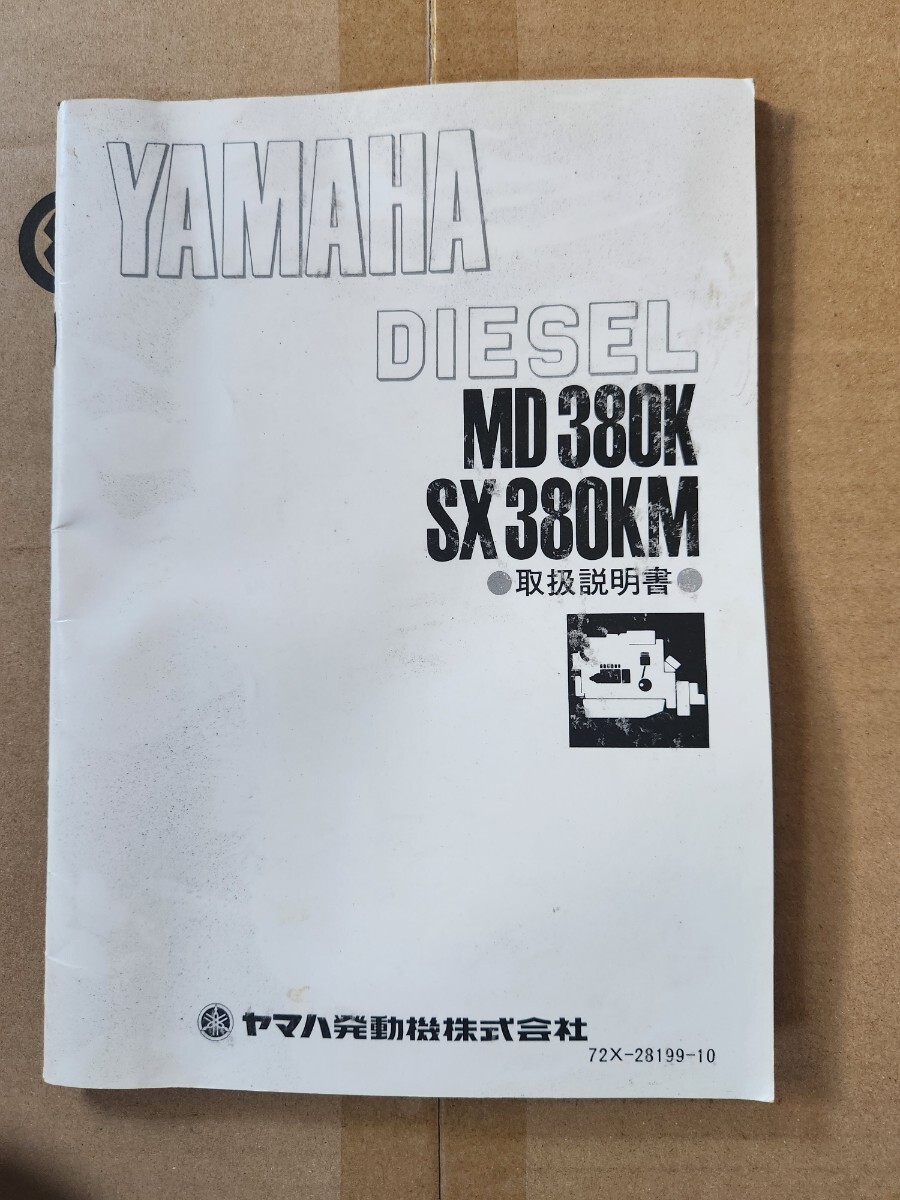 YAMAHA
DIESEL
MD380K
SX380KM
●取扱説明書●
ヤマハ発動機株式会社
72X-28199-10